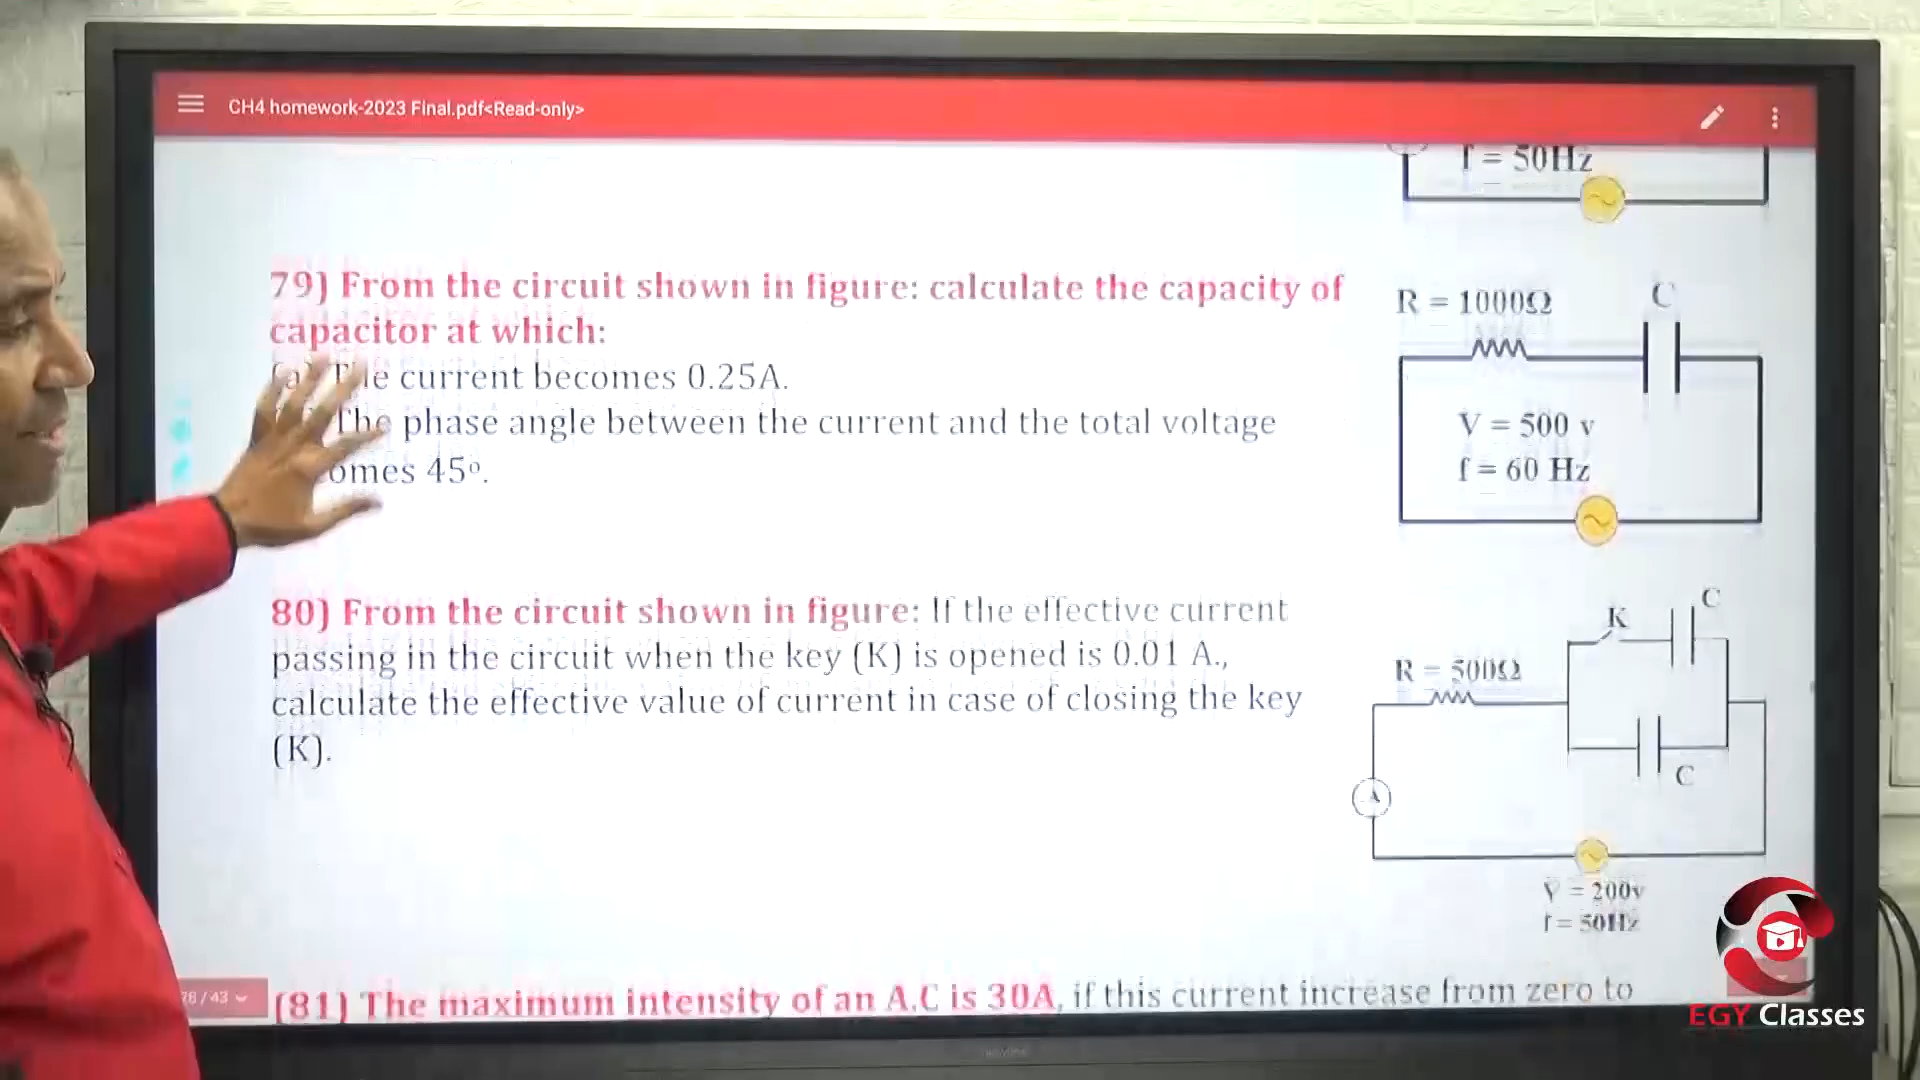 CH4 homework-2023 Final.pdf<Read-only>
f = 50Hz
79) From the circuit shown in figure: calculate the capacity of
capacitor at which:
(a) The current becomes 0.25A.
The phase angle between the current and the total voltage
omes 45º.
R = 1000Ω
C
V = 500 v
f = 60 Hz
80) From the circuit shown in figure: If the effective current
passing in the circuit when the key (K) is opened is 0.01 A.,
calculate the effective value of current in case of closing the key
(K).
K
C
R = 500Ω
C
A
V = 200v
f = 50Hz
(81) The maximum intensity of an A.C is 30A, if this current increase from zero to
/ 43
EGY Classes